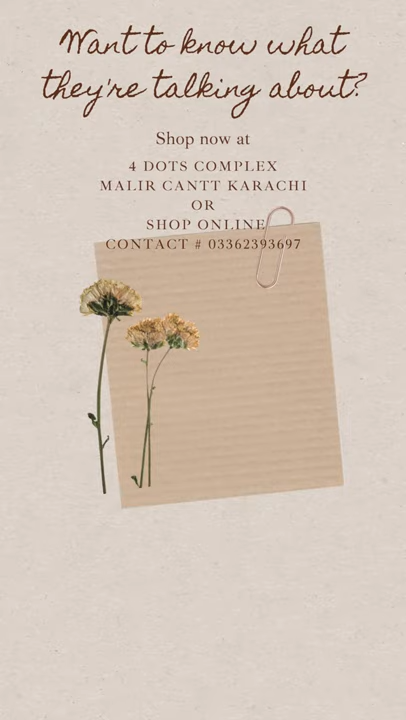 Want to know what
they're talking about?
Shop now at
4 DOTS COMPLEX
MALIR CANTT KARACHI
OR
SHOP ONLINE
CONTACT # 03362393697